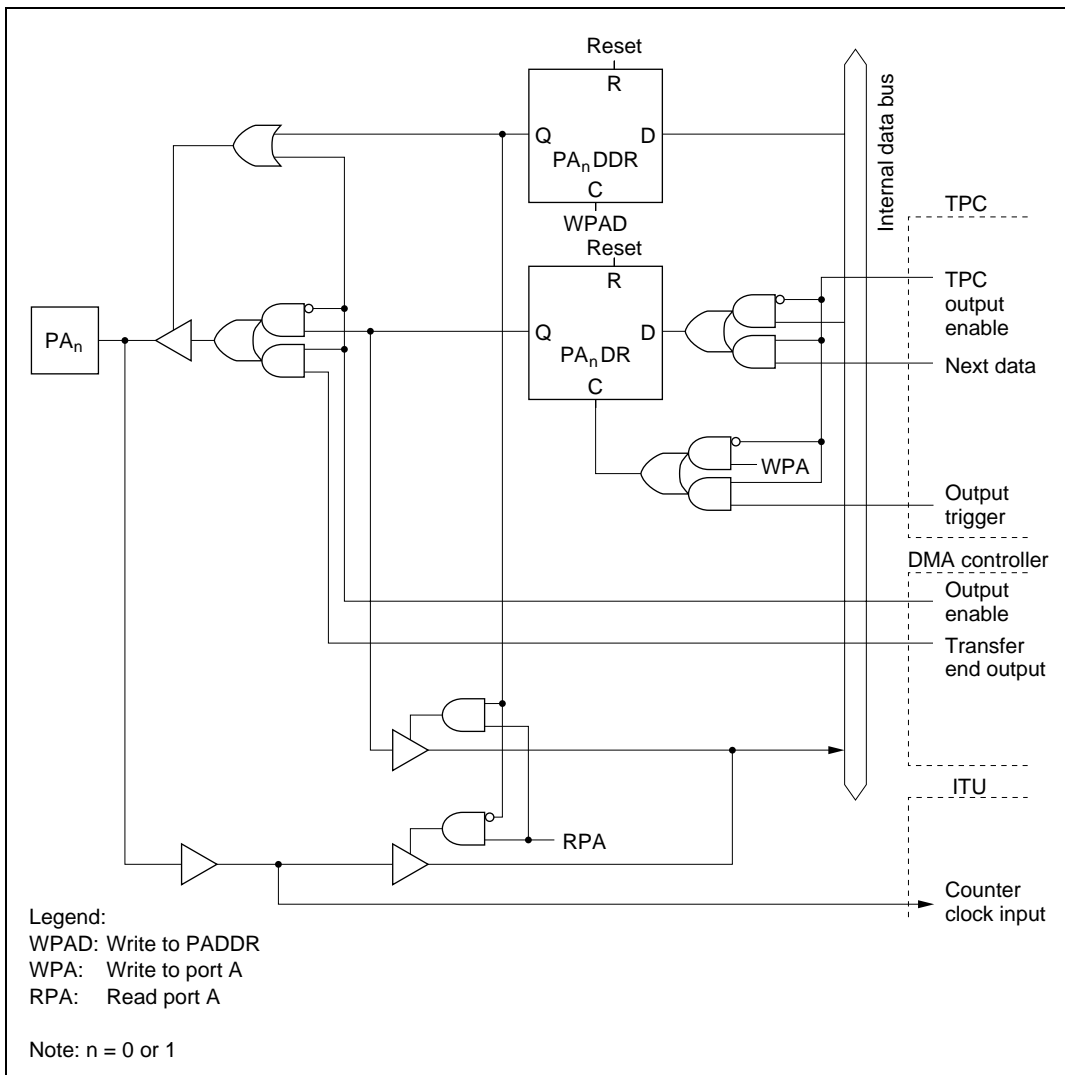 Reset
R
Q
D
PAnDDR
C
WPAD
Internal data bus
TPC
Reset
R
TPC
output
enable
PAn
Q
D
PAnDR
Next data
C
WPA
Output
trigger
DMA controller
Output
enable
Transfer
end output
ITU
RPA
Counter
clock input
Legend:
WPAD: Write to PADDR
WPA: Write to port A
RPA: Read port A
Note: n = 0 or 1